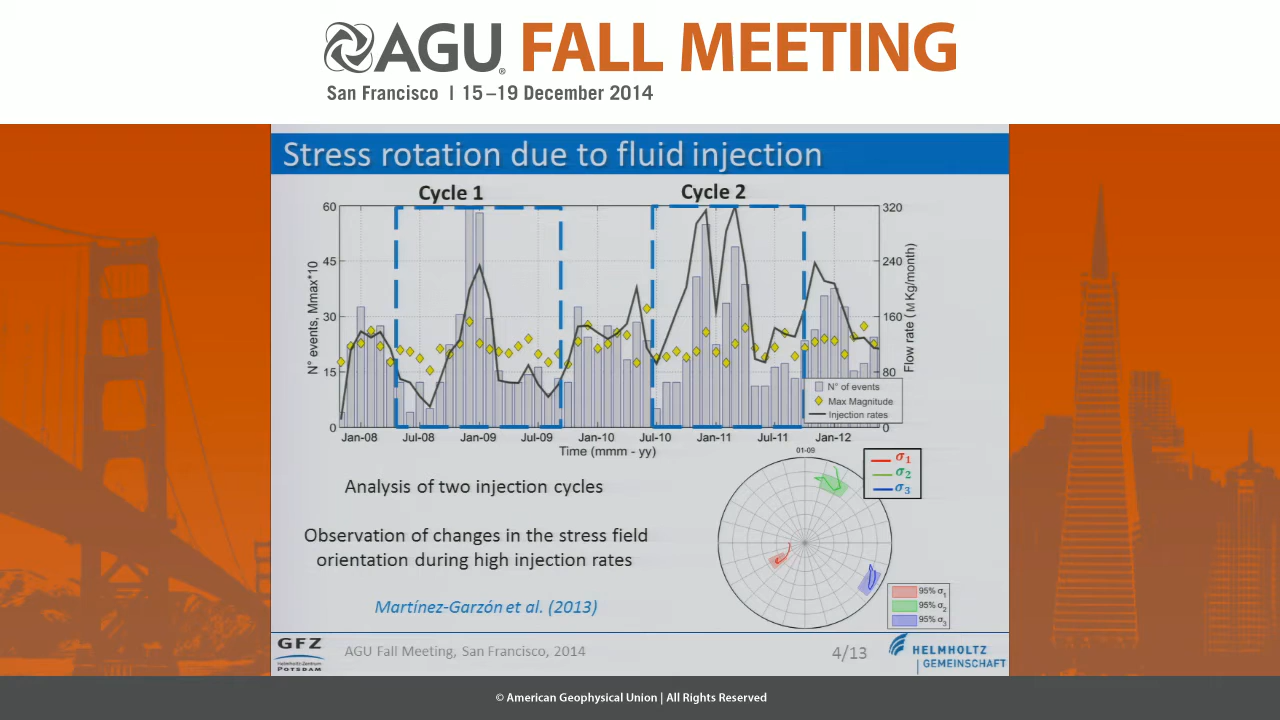 AGU® FALL MEETING
San Francisco | 15–19 December 2014
Stress rotation due to fluid injection
Cycle 1
Cycle 2
60
45
30
15
0
N° events, Mmax*10
320
240
160
80
0
Flow rate (M Kg/month)
N° of events
Max Magnitude
Injection rates
Jan-08
Jul-08
Jan-09
Jul-09
Jan-10
Jul-10
Jan-11
Jul-11
Jan-12
Time (mmm - yy)
01-09
σ1
σ2
σ3
Analysis of two injection cycles
Observation of changes in the stress field
orientation during high injection rates
Martínez-Garzón et al. (2013)
95% σ1
95% σ2
95% σ3
GFZ
Helmholtz-Zentrum
POTSDAM
AGU Fall Meeting, San Francisco, 2014
4/13
HELMHOLTZ
GEMEINSCHAFT
© American Geophysical Union | All Rights Reserved